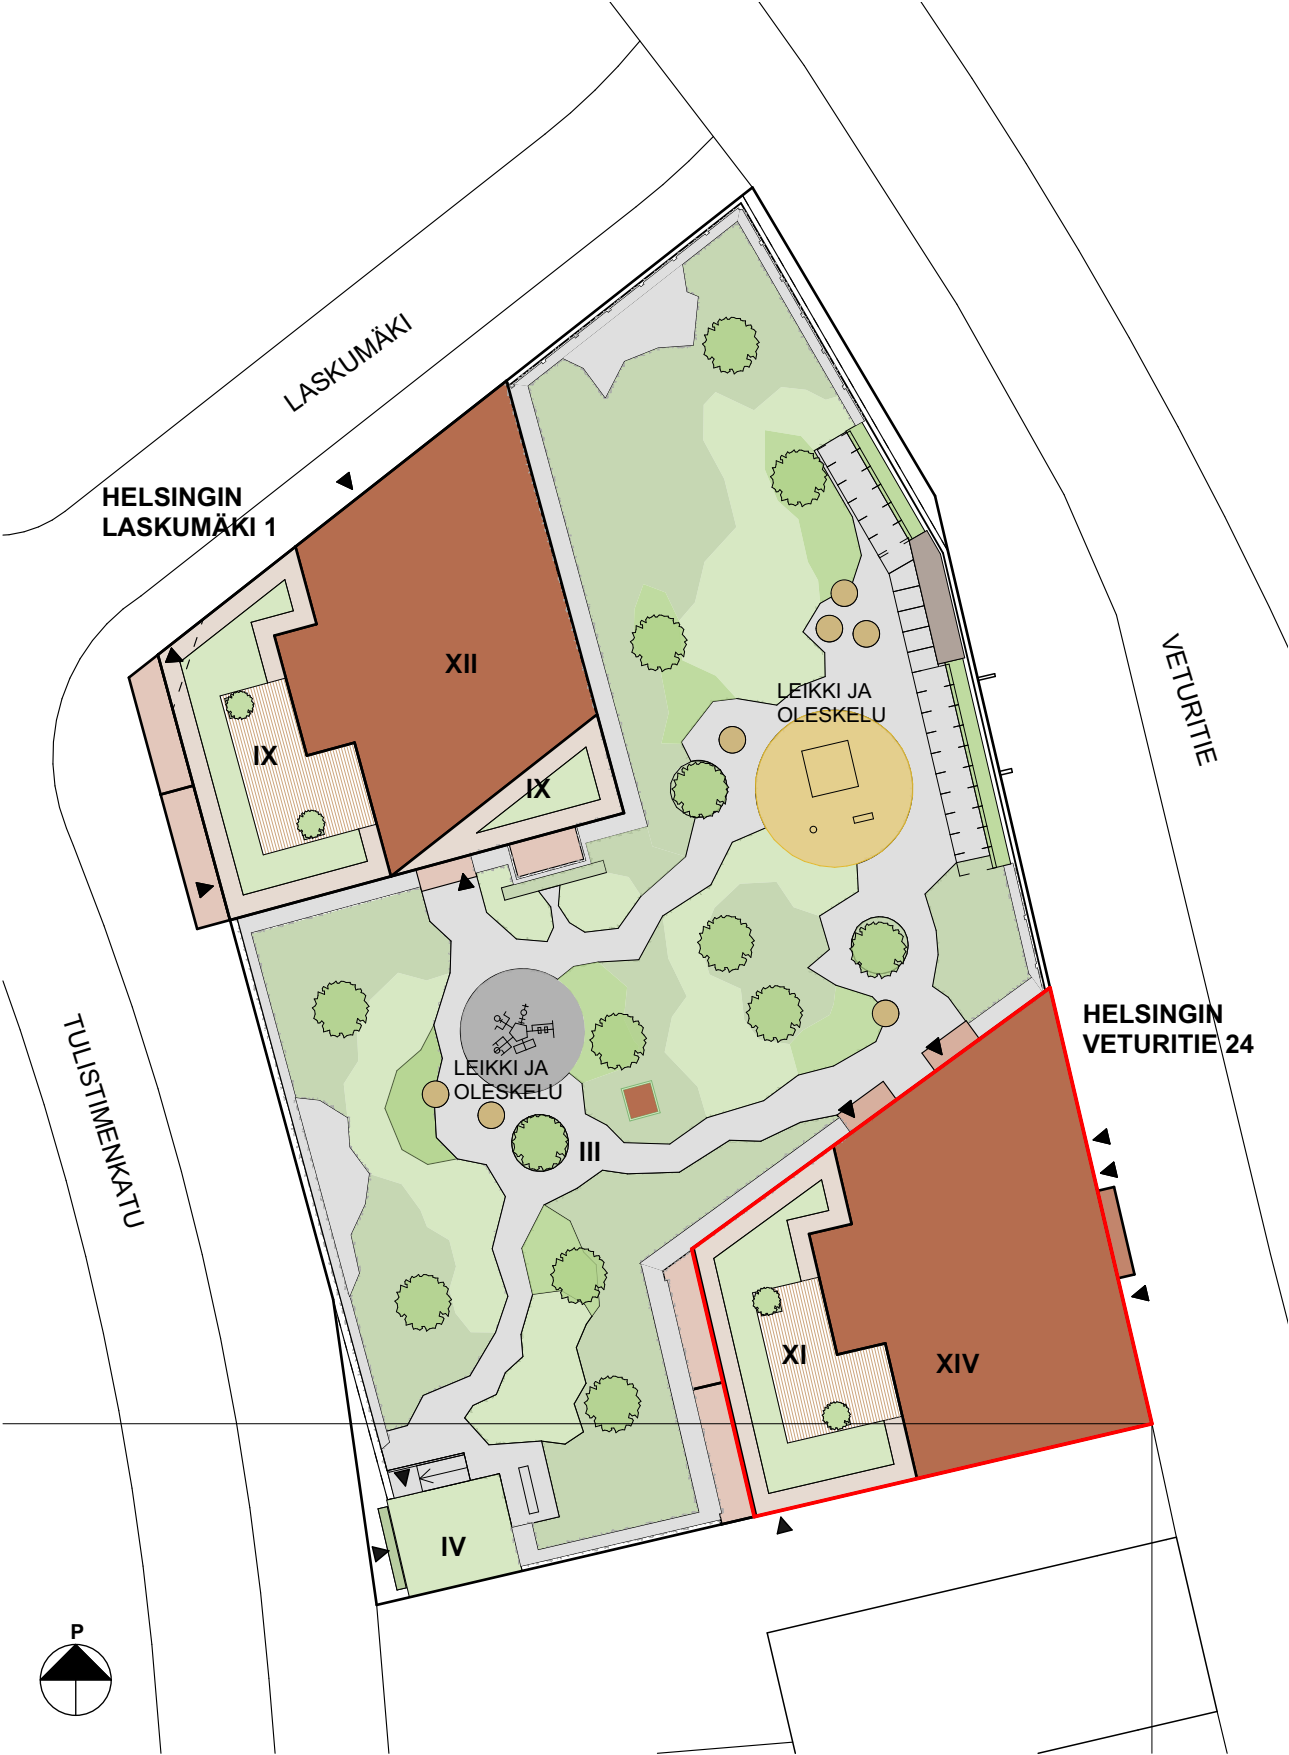 LASKUMÄKI
HELSINGIN
LASKUMÄKI 1
XII
VETURITIE
LEIKKI JA
OLESKELU
IX
IX
HELSINGIN
VETURITIE 24
TULISTIMENKATU
LEIKKI JA
OLESKELU
III
XI
XIV
IV
P